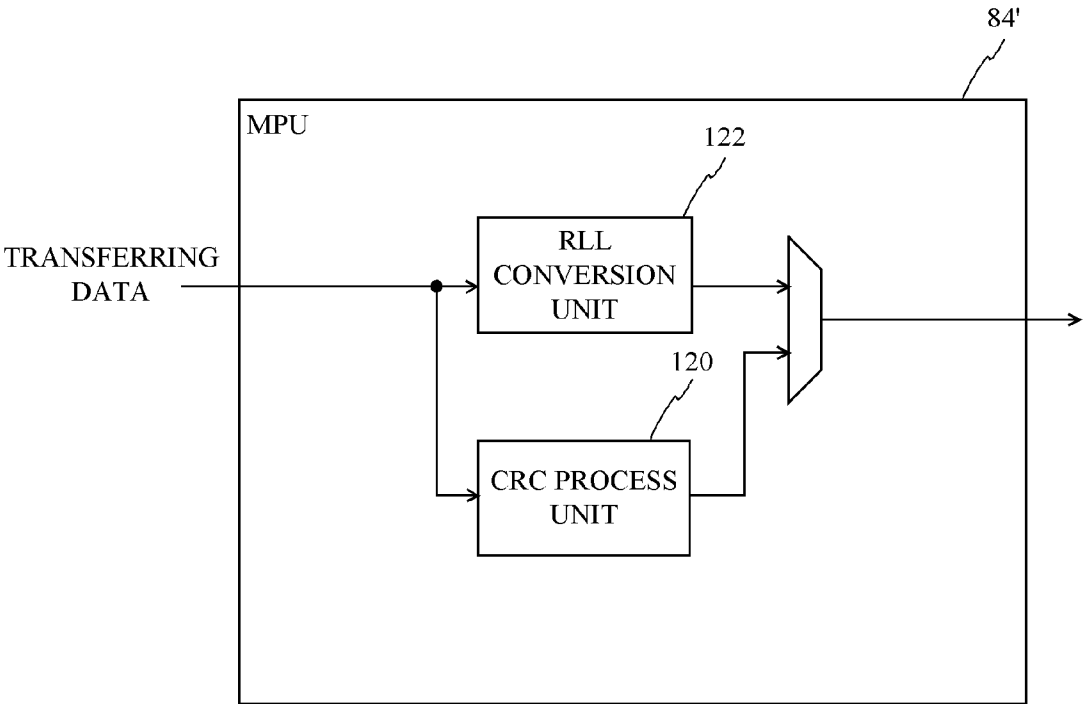 84'
MPU
122
RLL
CONVERSION
UNIT
TRANSFERRING
DATA
120
CRC PROCESS
UNIT